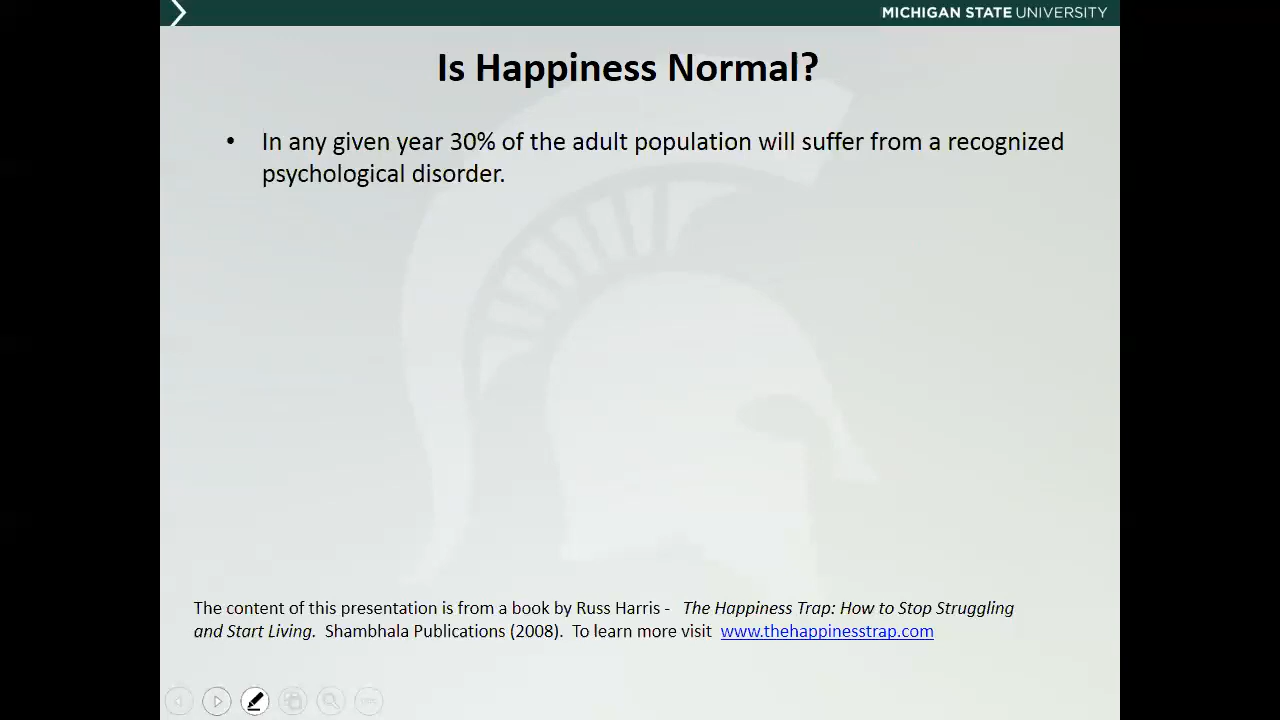 MICHIGAN STATE UNIVERSITY
Is Happiness Normal?
• In any given year 30% of the adult population will suffer from a recognized
psychological disorder.
The content of this presentation is from a book by Russ Harris - The Happiness Trap: How to Stop Struggling
and Start Living. Shambhala Publications (2008). To learn more visit www.thehappinesstrap.com